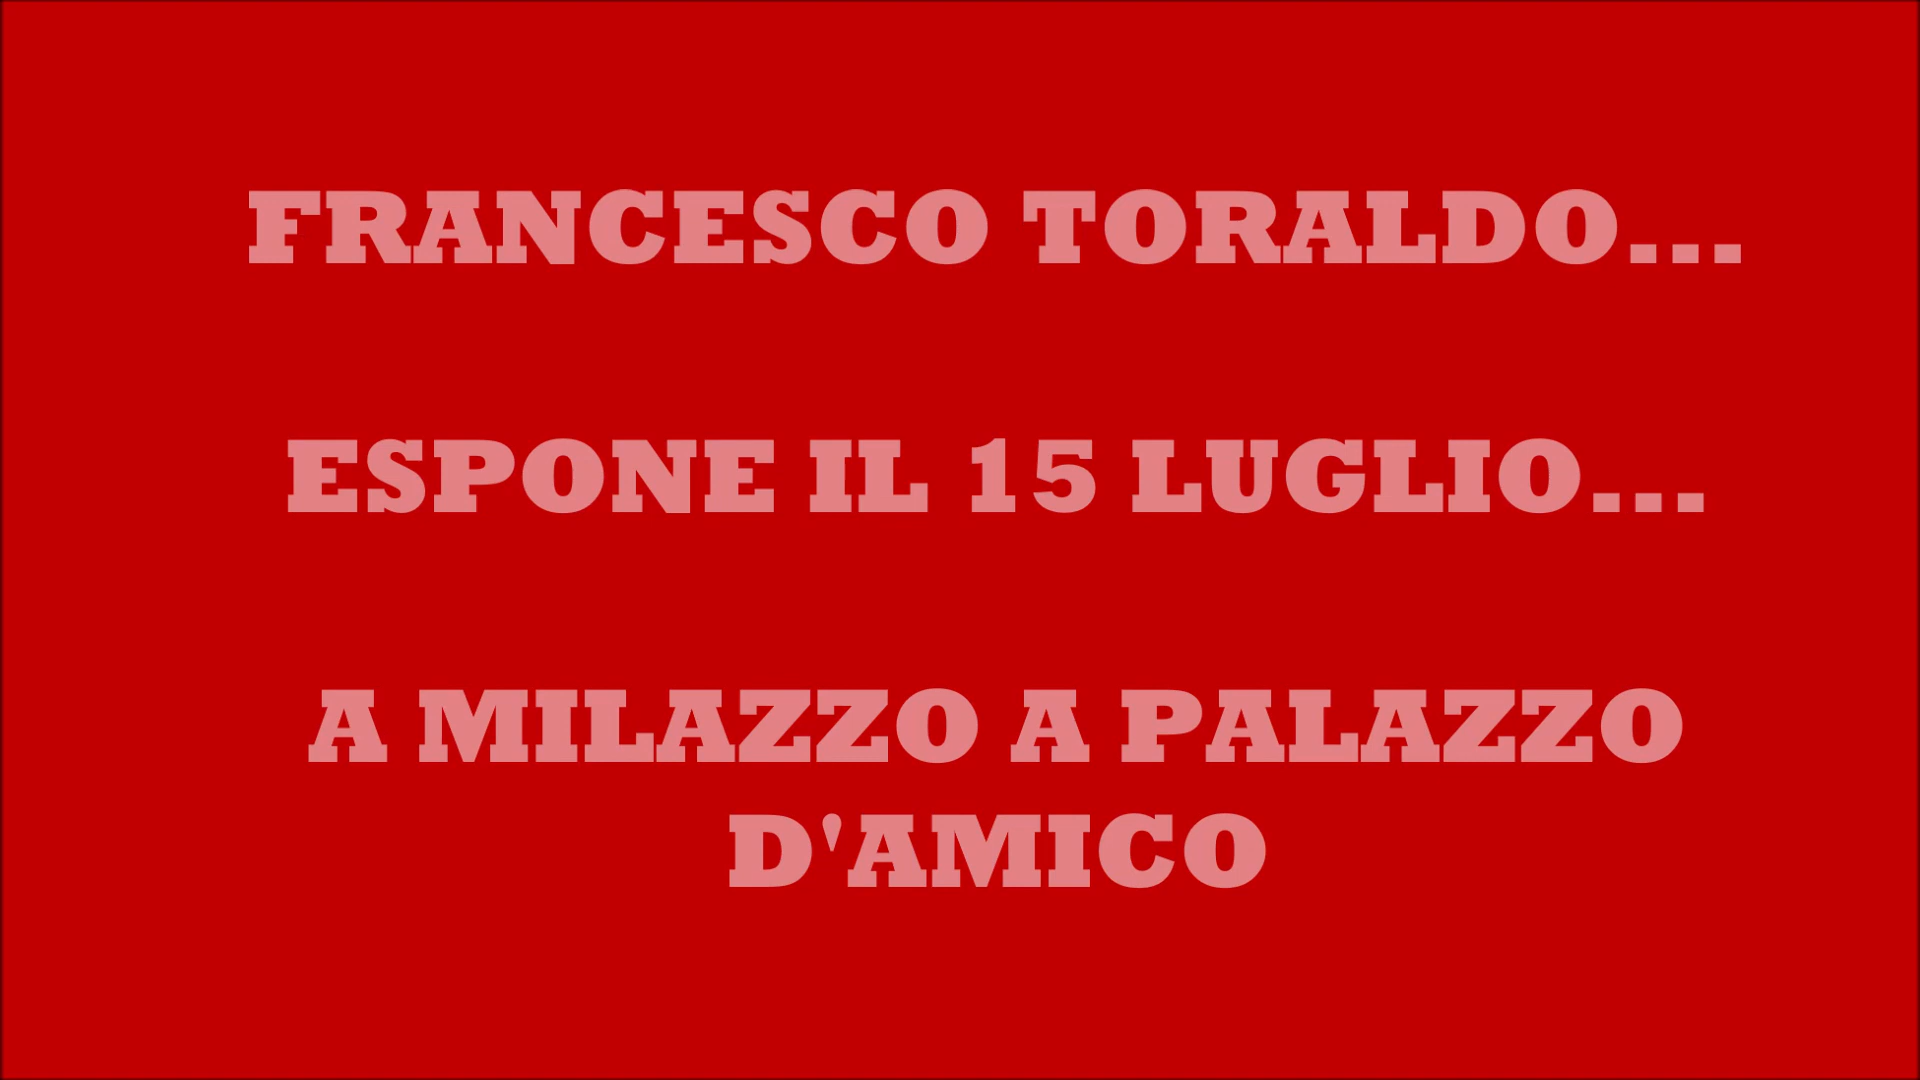 FRANCESCO TORALDO...
ESPONE IL 15 LUGLIO...
A MILAZZO A PALAZZO
D'AMICO